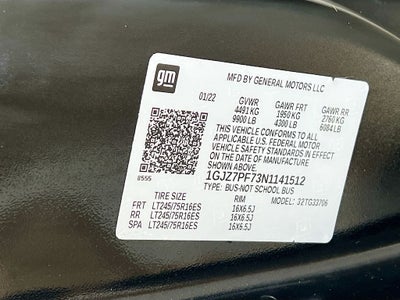 gm
MFD BY GENERAL MOTORS LLC
01/22 GVWR GAWR FRT GAWR RR
4491 KG 1950 KG 2760 KG
9900 LB 4300 LB 6084 LB
THIS VEHICLE CONFORMS TO ALL
APPLICABLE U.S. FEDERAL MOTOR
VEHICLE SAFETY STANDARDS IN EFFECT
ON THE DATE OF MANUFACTURE
SHOWN ABOVE.
1GJZ7PF73N1141512
8555 TYPE: BUS-NOT SCHOOL BUS MODEL: 32TG33706
TIRE SIZE RIM
FRT LT245/75R16ES 16X6.5J
RR LT245/75R16ES 16X6.5J
SPA LT245/75R16ES 16X6.5J